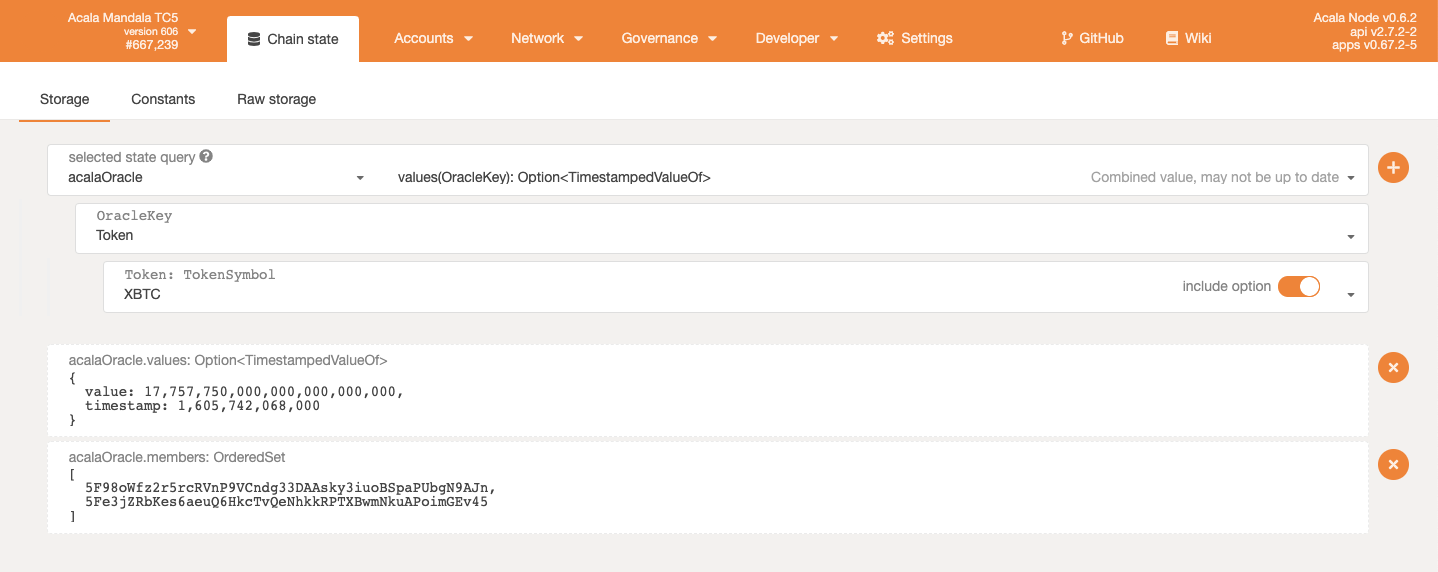 Acala Mandala TC5
version 606
#667,239
Chain state
Accounts
Network
Governance
Developer
Settings
GitHub
Wiki
Acala Node v0.6.2
api v2.7.2-2
apps v0.67.2-5
Storage
Constants
Raw storage
selected state query ?
acalaOracle
values(OracleKey): Option<TimestampedValueOf>
Combined value, may not be up to date
OracleKey
Token
Token: TokenSymbol
XBTC
include option
acalaOracle.values: Option<TimestampedValueOf>
{
value: 17,757,750,000,000,000,000,000,
timestamp: 1,605,742,068,000
}
acalaOracle.members: OrderedSet
[
5F98oWfz2r5rcRVnP9VCndg33DAAsky3iuoBSpaPUbgN9AJn,
5Fe3jZRbKes6aeuQ6HkcTvQeNhkkRPTXBwmNkuAPoimGEv45
]